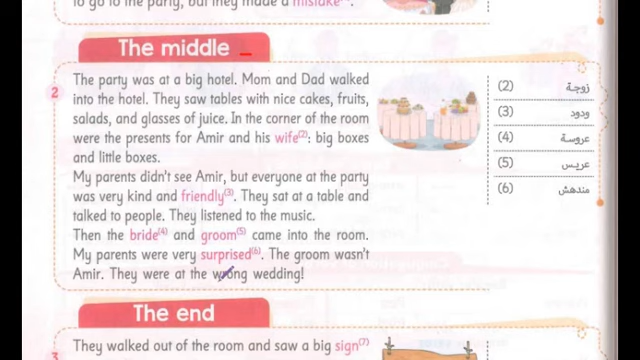 to go to the party, but they made a mistake
The middle
2
The party was at a big hotel. Mom and Dad walked
into the hotel. They saw tables with nice cakes, fruits,
salads, and glasses of juice. In the corner of the room
were the presents for Amir and his wife(2): big boxes
and little boxes.
My parents didn't see Amir, but everyone at the party
was very kind and friendly(3). They sat at a table and
talked to people. They listened to the music.
Then the bride(4) and groom(5) came into the room.
My parents were very surprised(6). The groom wasn't
Amir. They were at the wrong wedding!
زوجة (2)
ودود (3)
عروسة (4)
عريس (5)
مندهش (6)
The end
3
They walked out of the room and saw a big sign(7)